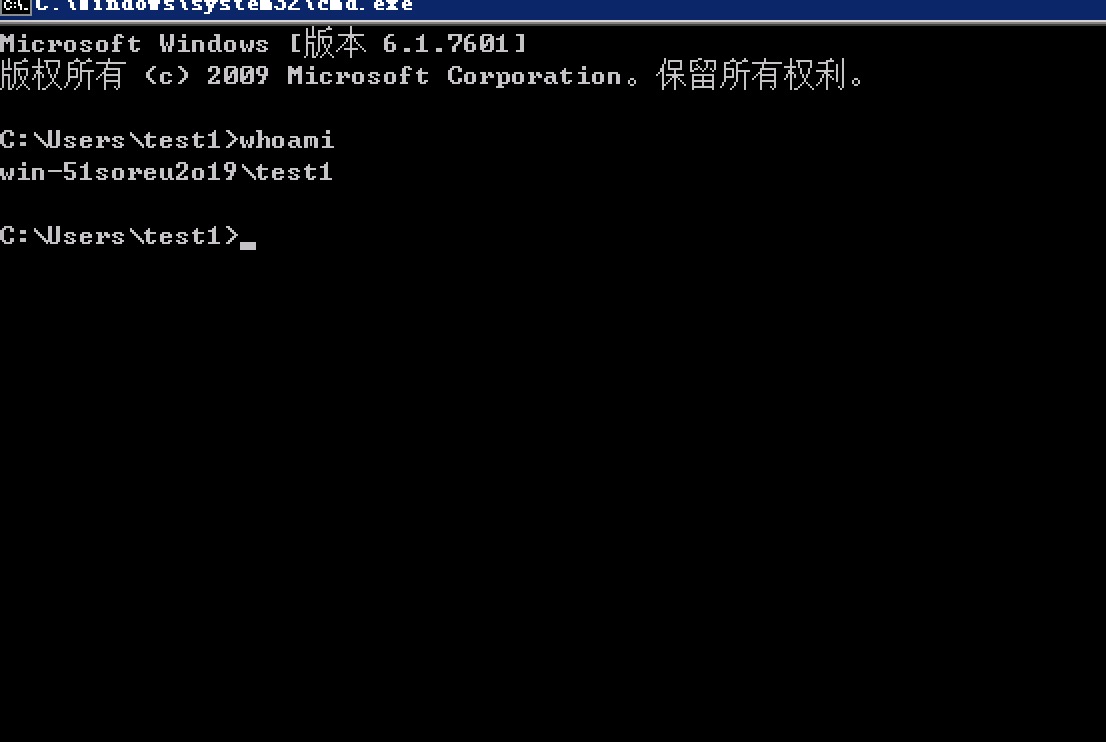 C:\Windows\system32\cmd.exe
Microsoft Windows [版本 6.1.7601]
版权所有 (c) 2009 Microsoft Corporation。保留所有权利。
C:\Users\test1>whoami
win-51soreu2o19\test1
C:\Users\test1>